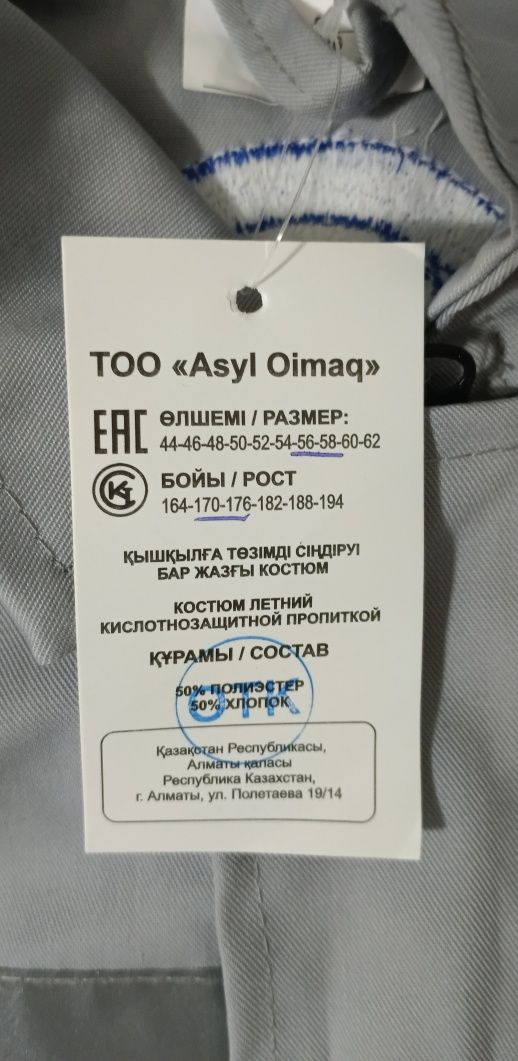 ТОО «Asyl Oimaq»
ЕАС
ӨЛШЕМІ / РАЗМЕР:
44-46-48-50-52-54-56-58-60-62
БОЙЫ / РОСТ
164-170-176-182-188-194
ҚЫШҚЫЛҒА ТӨЗІМДІ СІҢДІРУІ
БАР ЖАЗҒЫ КОСТЮМ
КОСТЮМ ЛЕТНИЙ
КИСЛОТНОЗАЩИТНОЙ ПРОПИТКОЙ
ҚҰРАМЫ / СОСТАВ
50% ПОЛИЭСТЕР
50% ХЛОПОК
ОТК
Қазақстан Республикасы,
Алматы қаласы
Республика Казахстан,
г. Алматы, ул. Полетаева 19/14